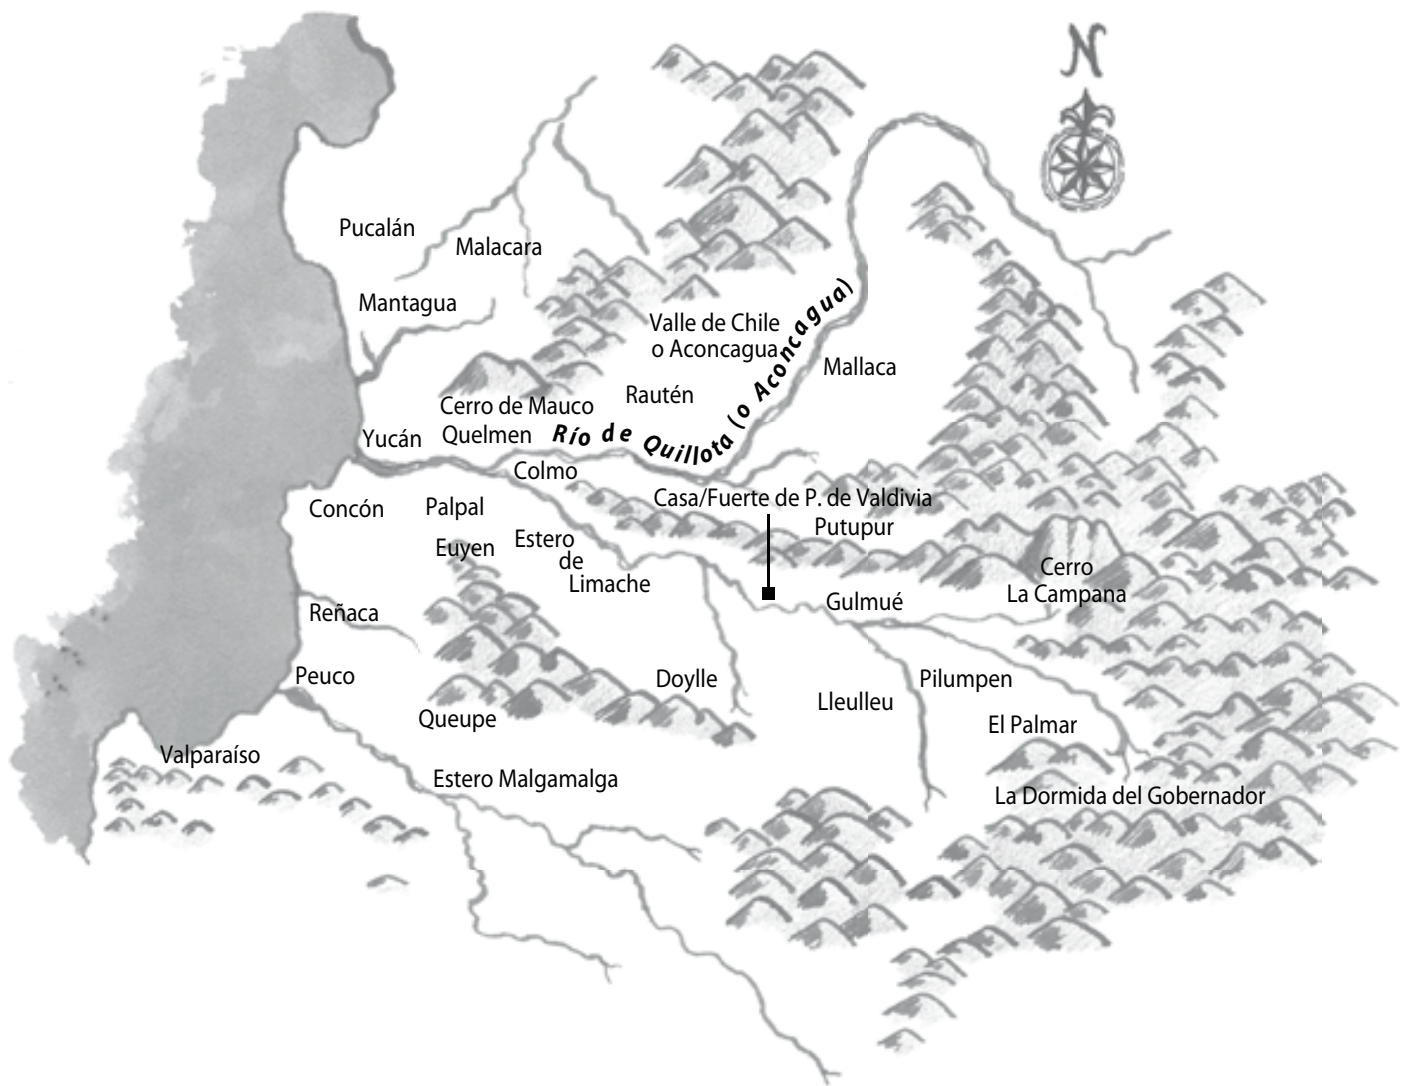 N
Pucalán
Malacara
Mantagua
Valle de Chile
o Aconcagua
Mallaca
Rautén
Cerro de Mauco
Yucán
Quelmen
Río de Quillota (o Aconcagua)
Colmo
Casa/Fuerte de P. de Valdivia
Putupur
Concón
Palpal
Euyen
Estero
de
Limache
Cerro
La Campana
Gulmué
Reñaca
Peuco
Doylle
Pilumpen
Lleulleu
Queupe
El Palmar
Valparaíso
Estero Malgamalga
La Dormida del Gobernador